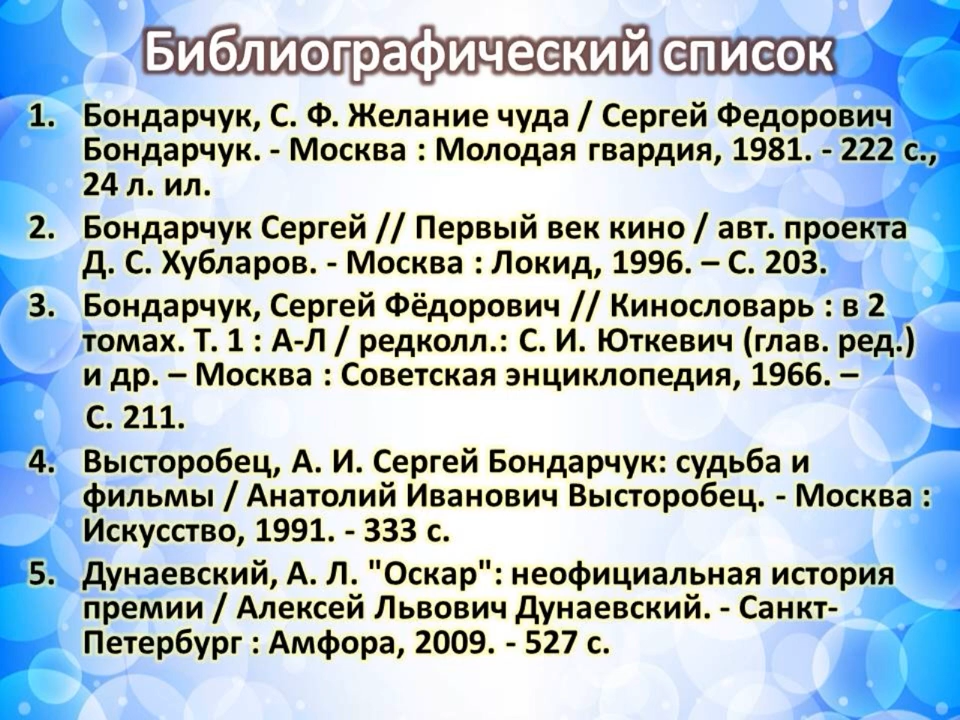 Библиографический список
1. Бондарчук, С. Ф. Желание чуда / Сергей Федорович
Бондарчук. - Москва : Молодая гвардия, 1981. - 222 с.,
24 л. ил.
2. Бондарчук Сергей // Первый век кино / авт. проекта
Д. С. Хубларов. - Москва : Локид, 1996. – С. 203.
3. Бондарчук, Сергей Фёдорович // Кинословарь : в 2
томах. Т. 1 : А-Л / редколл.: С. И. Юткевич (глав. ред.)
и др. – Москва : Советская энциклопедия, 1966. –
С. 211.
4. Высторобец, А. И. Сергей Бондарчук: судьба и
фильмы / Анатолий Иванович Высторобец. - Москва :
Искусство, 1991. - 333 с.
5. Дунаевский, А. Л. "Оскар": неофициальная история
премии / Алексей Львович Дунаевский. - Санкт-
Петербург : Амфора, 2009. - 527 с.